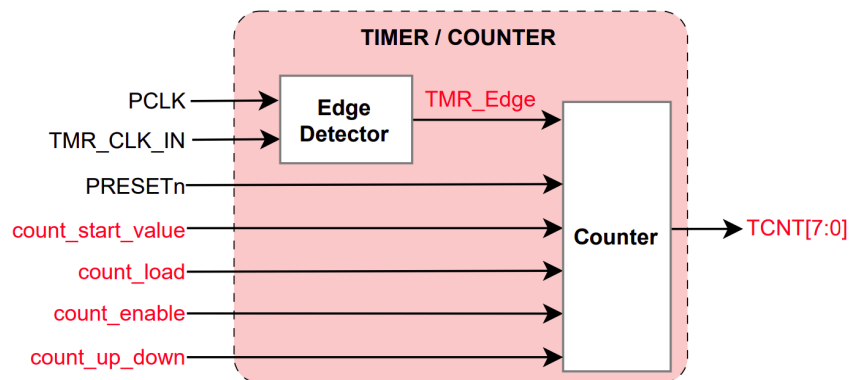 TIMER / COUNTER
PCLK
TMR_CLK_IN
Edge
Detector
TMR_Edge
PRESETn
count_start_value
count_load
count_enable
count_up_down
Counter
TCNT[7:0]